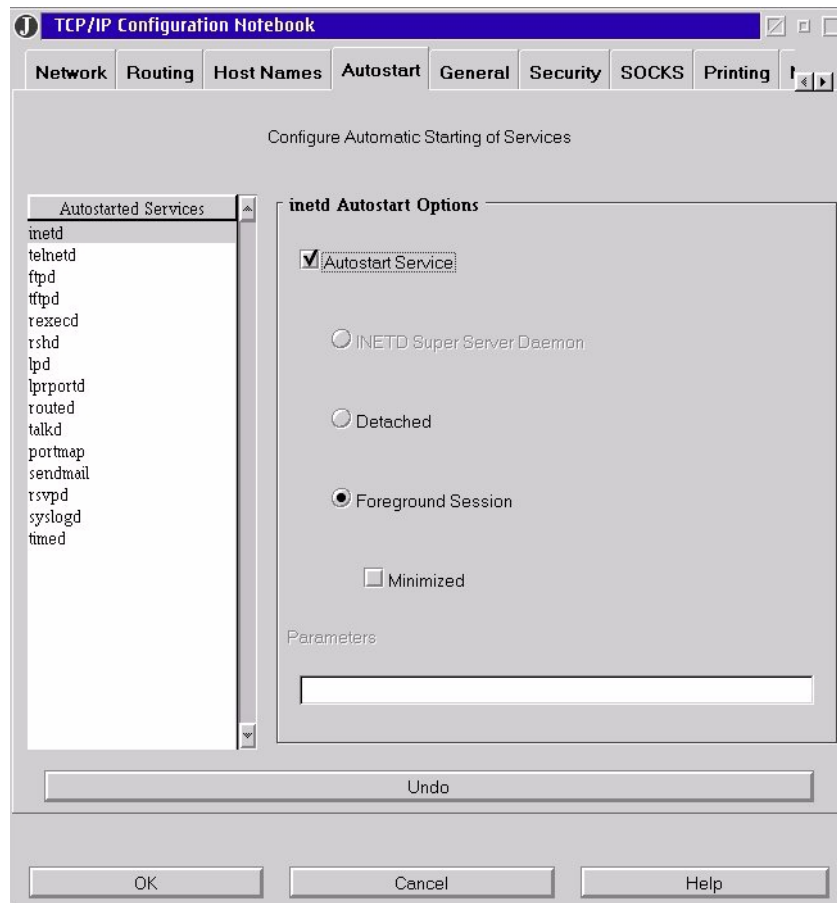 TCP/IP Configuration Notebook
Network Routing Host Names Autostart General Security SOCKS Printing
Configure Automatic Starting of Services
Autostarted Services
inetd
telnetd
ftpd
tftpd
rexecd
rshd
lpd
lprportd
routed
talkd
portmap
sendmail
rsvpd
syslogd
timed
inetd Autostart Options
Autostart Service
INETD Super Server Daemon
Detached
Foreground Session
Minimized
Parameters
Undo
OK Cancel Help